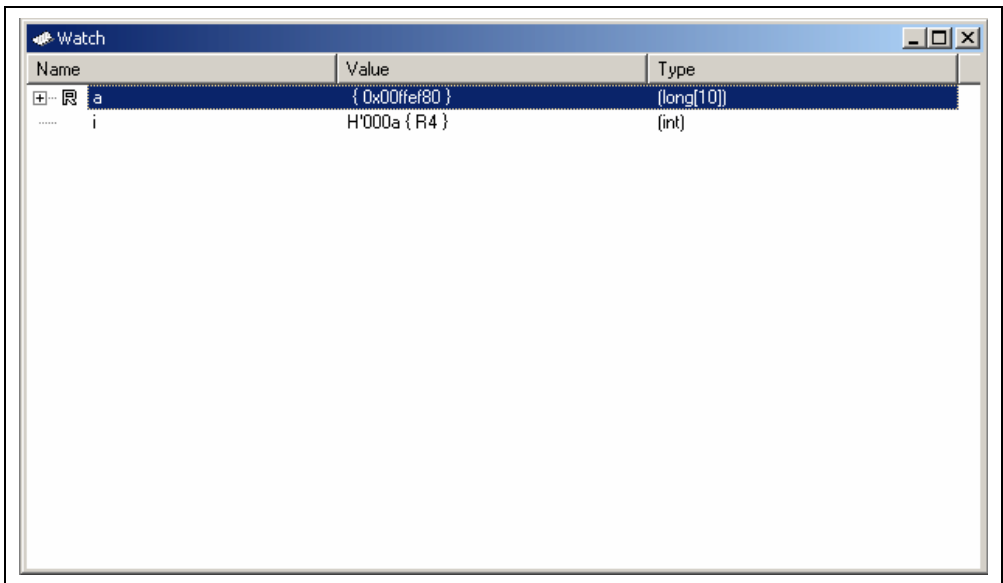 Watch
Name Value Type
R a { 0x00ffef80 } (long[10])
i H'000a { R4 } (int)